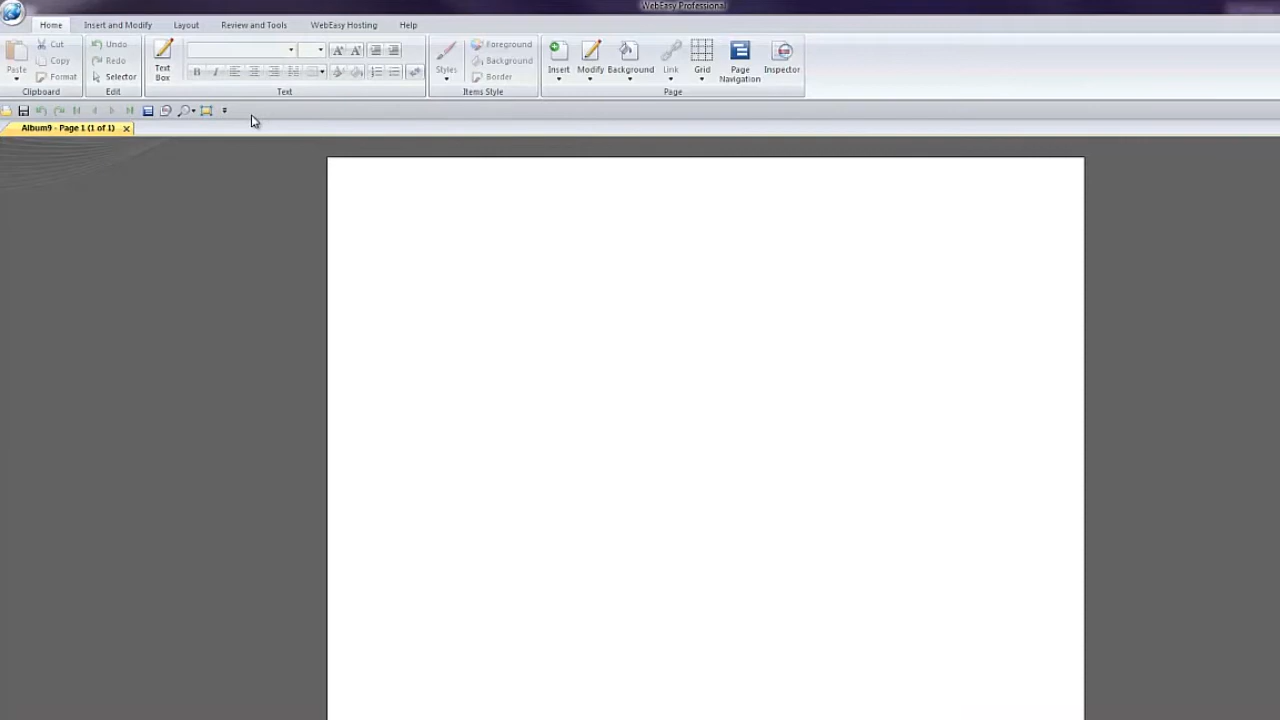 WebEasy Professional
Home Insert and Modify Layout Review and Tools WebEasy Hosting Help
Paste Cut Copy Format Clipboard
Undo Redo Selector Edit
Text Box B I Text
Styles Foreground Background Border Items Style
Insert Modify Background Link Grid Page Navigation Inspector Page
Album9 - Page 1 (1 of 1)